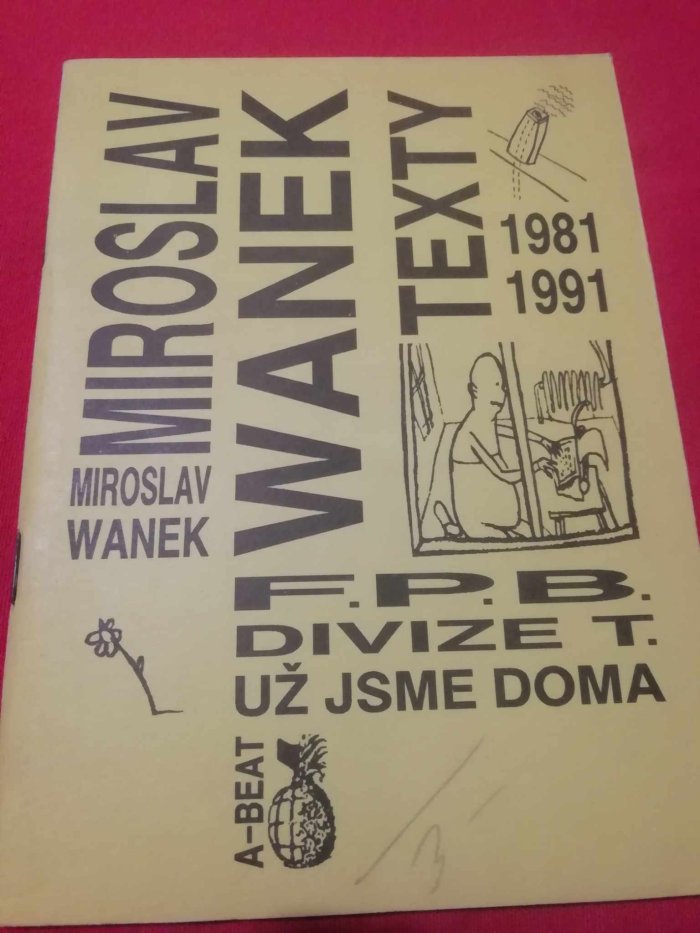 MIROSLAV
WANEK
TEXTY
1981
1991
MIROSLAV
WANEK
F.P.B.
DIVIZE T.
UŽ JSME DOMA
A-BEAT
3-